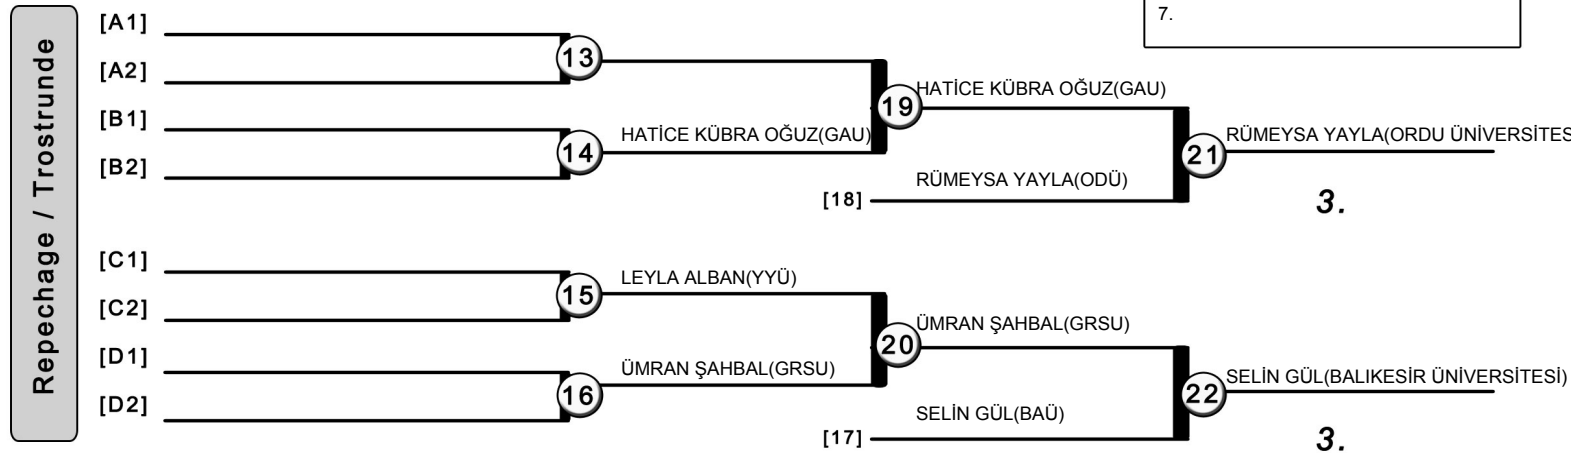 7.
Repechage / Trostrunde
[A1]
[A2]
13
[B1]
[B2]
14
HATİCE KÜBRA OĞUZ(GAU)
19
HATİCE KÜBRA OĞUZ(GAU)
[18]
RÜMEYSA YAYLA(ODÜ)
21
RÜMEYSA YAYLA(ORDU ÜNİVERSİTES
3.
[C1]
[C2]
15
LEYLA ALBAN(YYÜ)
[D1]
[D2]
16
ÜMRAN ŞAHBAL(GRSU)
20
ÜMRAN ŞAHBAL(GRSU)
[17]
SELİN GÜL(BAÜ)
22
SELİN GÜL(BALIKESİR ÜNİVERSİTESİ)
3.